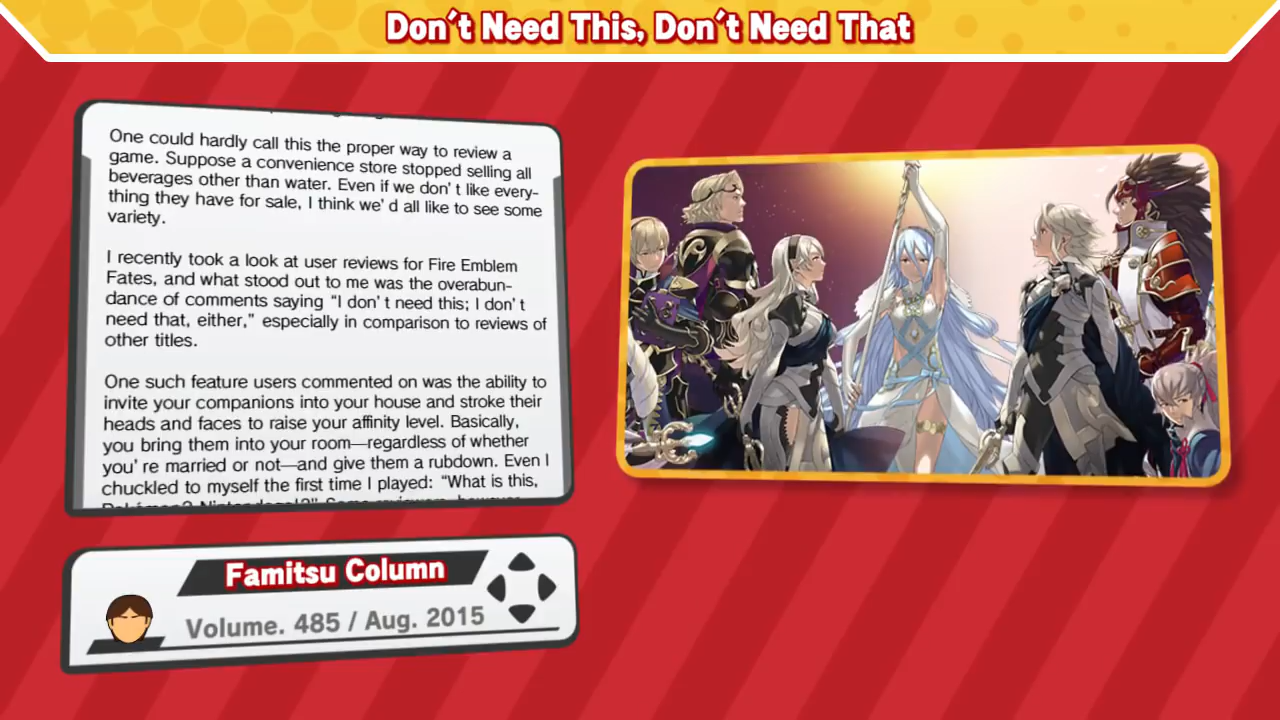 Don't Need This, Don't Need That
One could hardly call this the proper way to review a
game. Suppose a convenience store stopped selling all
beverages other than water. Even if we don't like every-
thing they have for sale, I think we'd all like to see some
variety.
I recently took a look at user reviews for Fire Emblem
Fates, and what stood out to me was the overabun-
dance of comments saying “I don't need this; I don't
need that, either,” especially in comparison to reviews of
other titles.
One such feature users commented on was the ability to
invite your companions into your house and stroke their
heads and faces to raise your affinity level. Basically,
you bring them into your room—regardless of whether
you're married or not—and give them a rubdown. Even I
chuckled to myself the first time I played: “What is this,
Famitsu Column
Volume. 485 / Aug. 2015